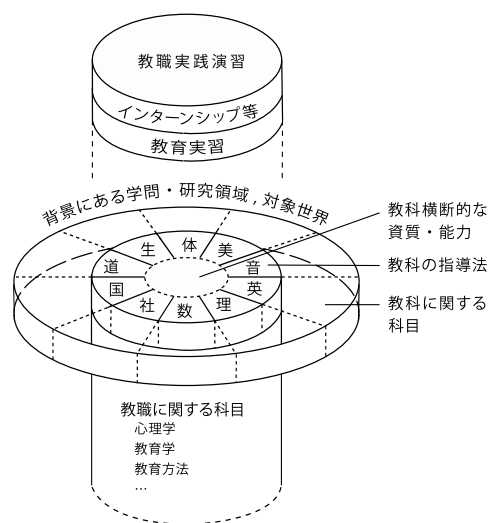 教職実践演習
インターンシップ等
教育実習
背景にある学問・研究領域，対象世界
教科横断的な
資質・能力
教科の指導法
教科に関する
科目
体
美
音
英
理
数
社
国
道
生
教職に関する科目
心理学
教育学
教育方法
…